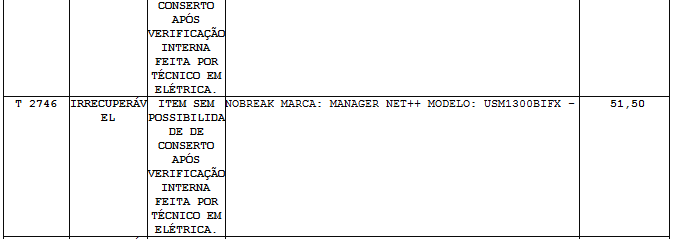 CONSERTO
APÓS
VERIFICAÇÃO
INTERNA
FEITA POR
TÉCNICO EM
ELÉTRICA.
T 2746 IRRECUPERÁV ITEM SEM NOBREAK MARCA: MANAGER NET++ MODELO: USM1300BIFX – 51,50
EL POSSIBILIDA
DE DE
CONSERTO
APÓS
VERIFICAÇÃO
INTERNA
FEITA POR
TÉCNICO EM
ELÉTRICA.